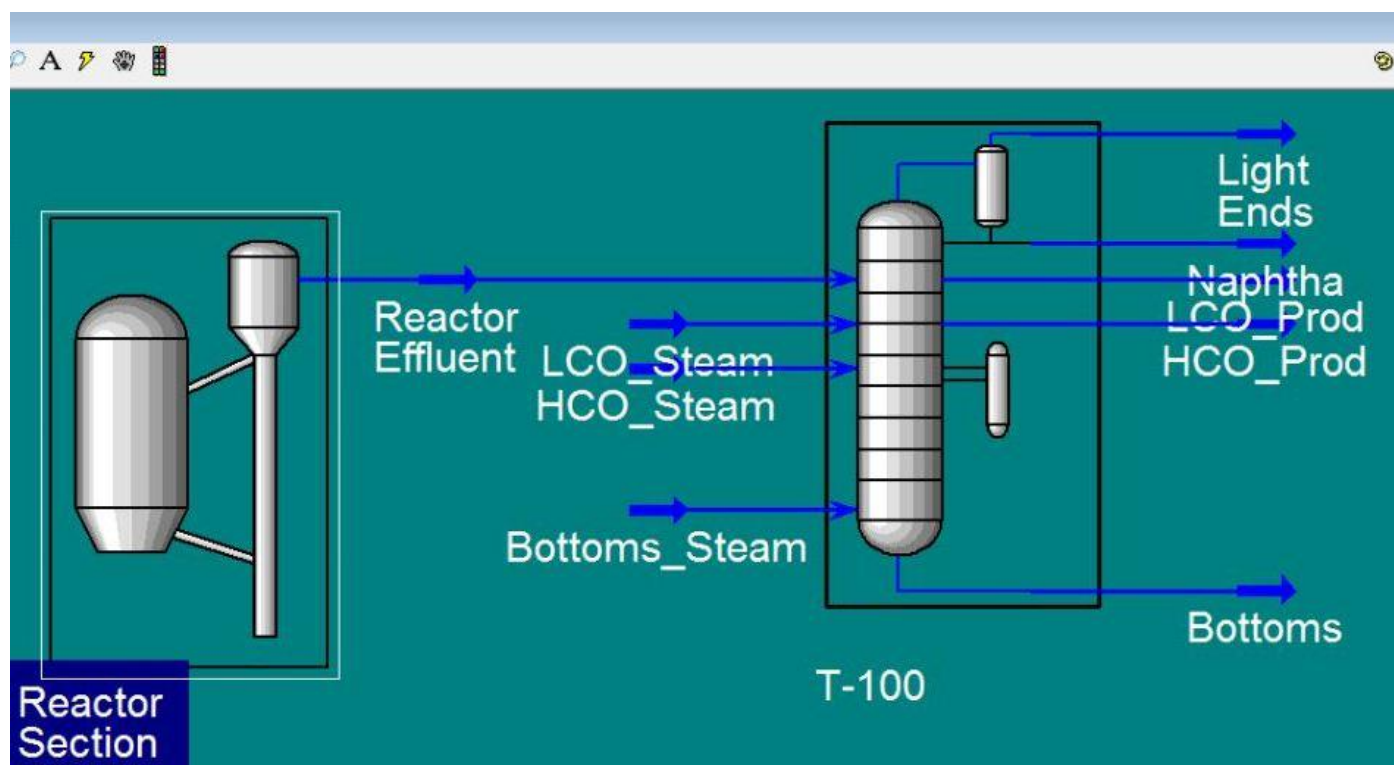 A
Light
Ends
Naphtha
LCO_Prod
HCO_Prod
Reactor
Effluent
LCO_Steam
HCO_Steam
Bottoms_Steam
Bottoms
T-100
Reactor
Section